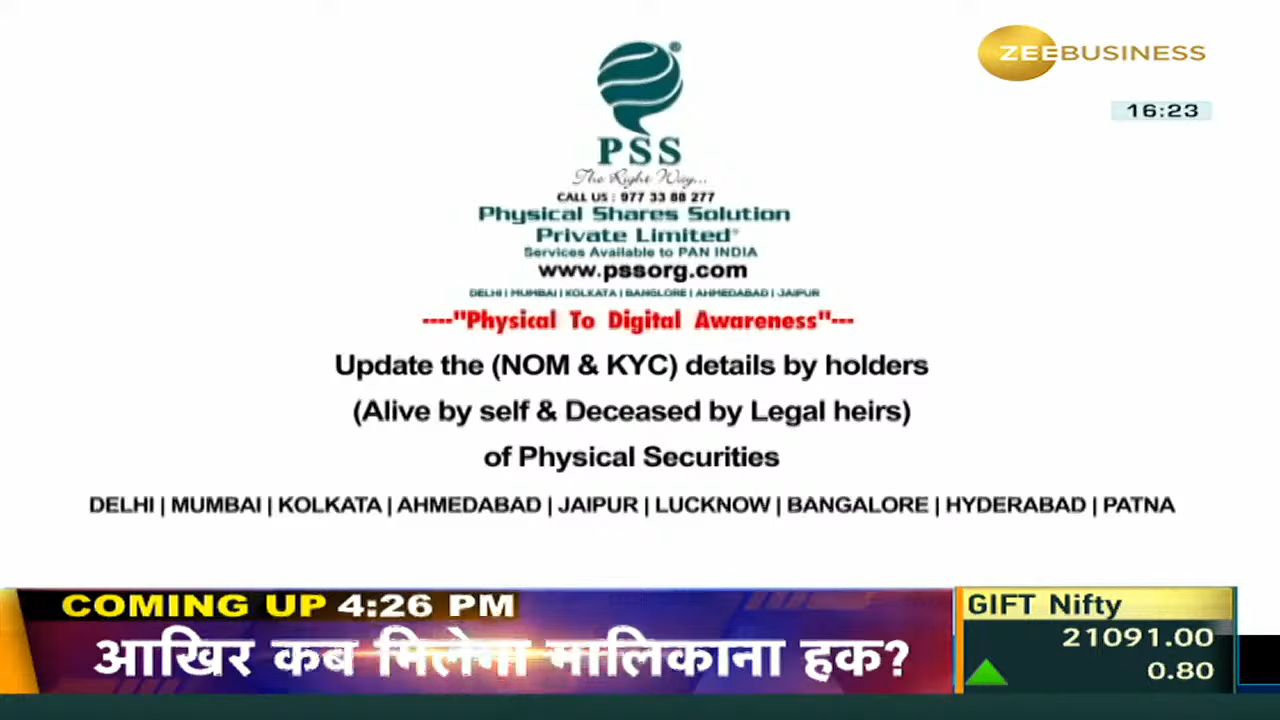 ZEEBUSINESS
16:23
PSS
The Right Way...
CALL US : 977 33 88 277
Physical Shares Solution
Private Limited®
Services Available to PAN INDIA
www.pssorg.com
DELHI | MUMBAI | KOLKATA | BANGLORE | AHMEDABAD | JAIPUR
----"Physical To Digital Awareness"---
Update the (NOM & KYC) details by holders
(Alive by self & Deceased by Legal heirs)
of Physical Securities
DELHI | MUMBAI | KOLKATA | AHMEDABAD | JAIPUR | LUCKNOW | BANGALORE | HYDERABAD | PATNA
COMING UP 4:26 PM
आखिर कब मिलेगा मालिकाना हक?
GIFT Nifty
21091.00
0.80